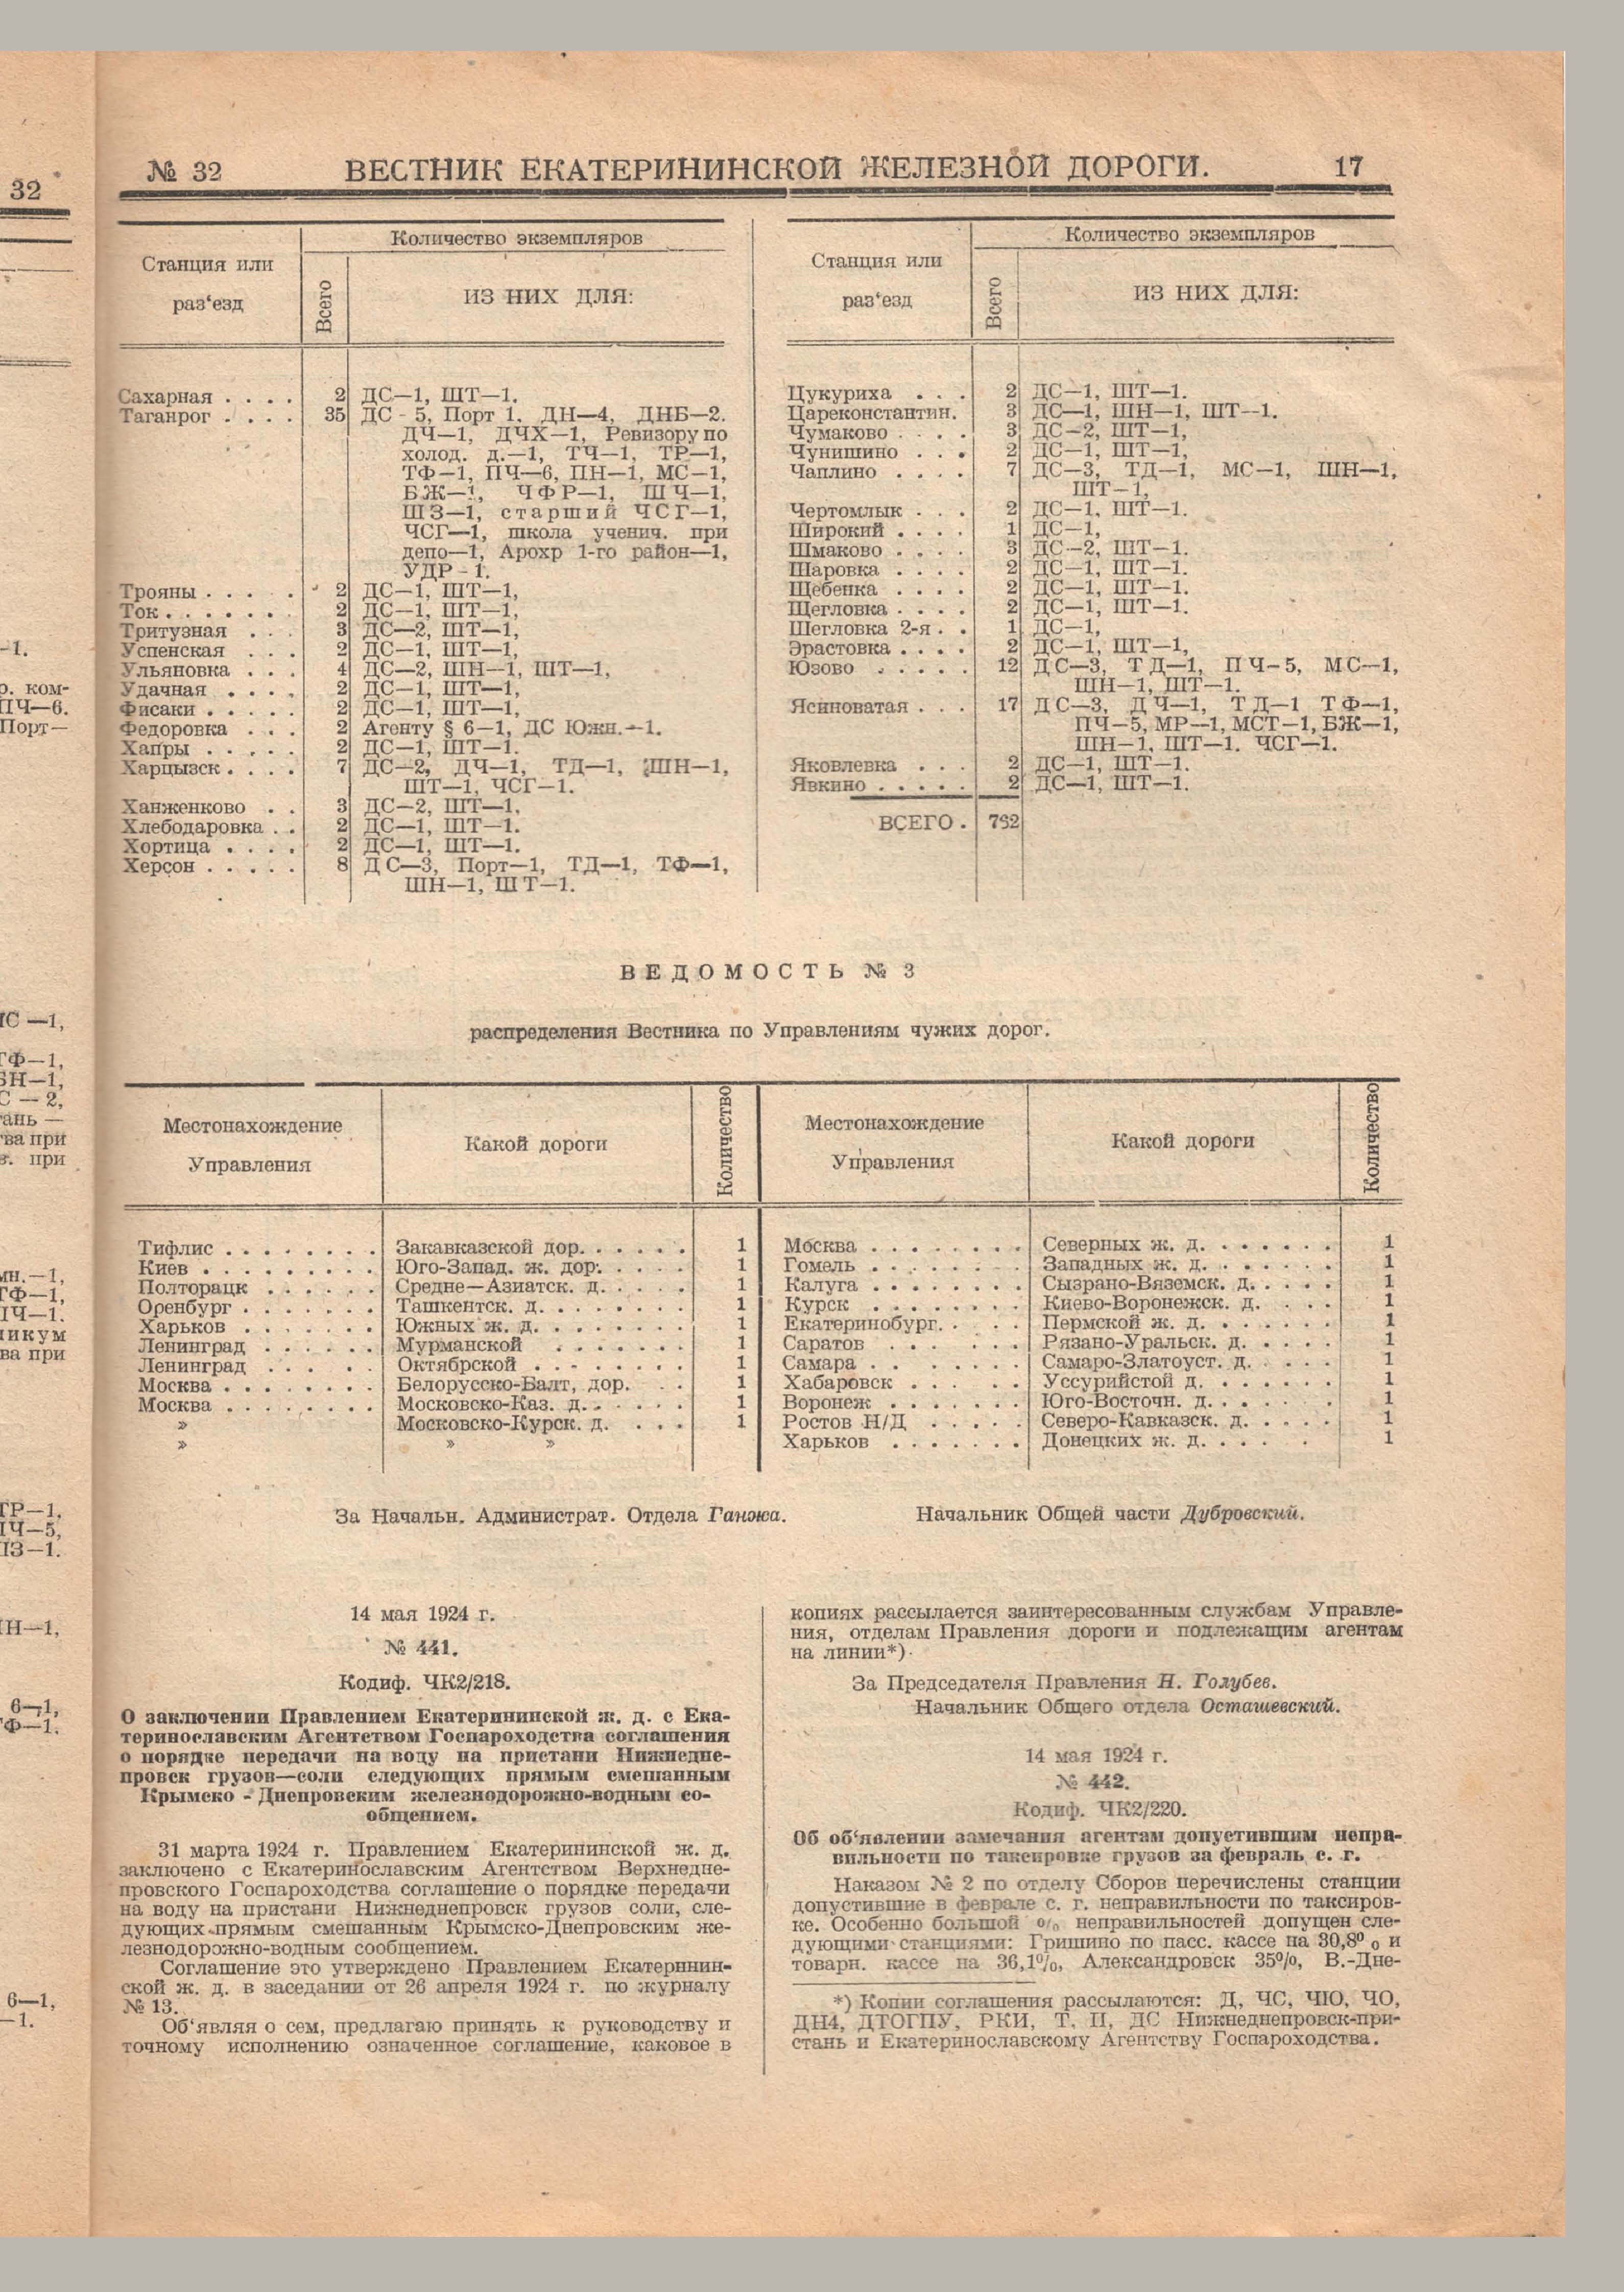 № 32 ВЕСТНИК ЕКАТЕРИНИНСКОЙ ЖЕЛЕЗНОЙ ДОРОГИ. 17
Станция или раз‘езд
Количество экземпляров
Всего
ИЗ НИХ ДЛЯ:
Сахарная . . . . 2 ДС—1, ШТ—1.
Таганрог . . . . 35 ДС - 5, Порт 1. ДН—4, ДНБ—2.
ДЧ—1, ДЧХ—1, Ревизору по
холод. д.—1, ТЧ—1, ТР—1,
ТФ—1, ПЧ—6, ПН—1, МС—1,
БЖ—1, ЧФР—1, ШЧ—1,
ШЗ—1, старший ЧСГ—1,
ЧСГ—1, школа ученич. при
депо—1, Арохр 1-го район—1,
УДР - 1.
Трояны . . . . . 2 ДС—1, ШТ—1,
Ток . . . . . . . 2 ДС—1, ШТ—1,
Тритузная . . . 3 ДС—2, ШТ—1,
Успенская . . . 2 ДС—1, ШТ—1,
Ульяновка . . . 4 ДС—2, ШН—1, ШТ—1,
Удачная . . . . 2 ДС—1, ШТ—1,
Фисаки . . . . . 2 ДС—1, ШТ—1,
Федоровка . . . 2 Агенту § 6—1, ДС Южн.—1.
Хапры . . . . . 2 ДС—1, ШТ—1.
Харцызск . . . . 7 ДС—2, ДЧ—1, ТД—1, ШН—1,
ШТ—1, ЧСГ—1.
Ханженково . . 3 ДС—2, ШТ—1.
Хлебодаровка . . 2 ДС—1, ШТ—1.
Хортица . . . . 2 ДС—1, ШТ—1.
Херсон . . . . . 8 ДС—3, Порт—1, ТД—1, ТФ—1,
ШН—1, ШТ—1.
Станция или раз‘езд
Количество экземпляров
Всего
ИЗ НИХ ДЛЯ:
Цукуриха . . . 2 ДС—1, ШТ—1.
Цареконстантин. 3 ДС—1, ШН—1, ШТ—1.
Чумаково . . . . 3 ДС—2, ШТ—1,
Чунишино . . . 2 ДС—1, ШТ—1,
Чаплино . . . . 7 ДС—3, ТД—1, МС—1, ШН—1,
ШТ—1,
Чертомлык . . . 2 ДС—1, ШТ—1.
Широкий . . . . 1 ДС—1,
Шмаково . . . . 3 ДС—2, ШТ—1.
Шаровка . . . . 2 ДС—1, ШТ—1.
Щебенка . . . . 2 ДС—1, ШТ—1.
Щегловка . . . . 2 ДС—1, ШТ—1.
Шегловка 2-я . . 1 ДС—1,
Эрастовка . . . . 2 ДС—1, ШТ—1,
Юзово . . . . . 12 ДС—3, ТД—1, ПЧ—5, МС—1,
ШН—1, ШТ—1.
Ясиноватая . . . 17 ДС—3, ДЧ—1, ТД—1 ТФ—1,
ПЧ—5, МР—1, МСТ—1, БЖ—1,
ШН—1, ШТ—1. ЧСГ—1.
Яковлевка . . . 2 ДС—1, ШТ—1.
Явкино . . . . . 2 ДС—1, ШТ—1.
ВСЕГО .
ВЕДОМОСТЬ № 3
распределения Вестника по Управлениям чужих дорог.
Местонахождение Управления
Какой дороги
Количество
Тифлис . . . . . . . . Закавказской дор. . . . . . 1
Киев . . . . . . . . . Юго-Запад. ж. дор. . . . . 1
Полторацк . . . . . . Средне—Азиатск. д. . . . . 1
Оренбург . . . . . . . Ташкентск. д. . . . . . . . 1
Харьков . . . . . . . Южных ж. д. . . . . . . . 1
Ленинград . . . . . . Мурманской . . . . . . . 1
Ленинград . . . . . Октябрской . . . . . . . . 1
Москва . . . . . . . . Белорусско-Балт, дор. . . . 1
Москва . . . . . . . . Московско-Каз. д. . . . . . 1
» Московско-Курск. д. . . . 1
» » »
Местонахождение Управления
Какой дороги
Количество
Москва . . . . . . . . Северных ж. д. . . . . . . 1
Гомель . . . . . . . . Западных ж. д. . . . . . . 1
Калуга . . . . . . . . Сызрано-Вяземск. д. . . . . 1
Курск . . . . . . . . Киево-Воронежск. д. . . . 1
Екатеринобург. . . . . Пермской ж. д. . . . . . . 1
Саратов . . . . . . Рязано-Уральск. д. . . . . 1
Самара . . . . . . . Самаро-Златоуст. д. . . . . 1
Хабаровск . . . . . Уссурийстой д. . . . . . . 1
Воронеж . . . . . . . Юго-Восточн. д. . . . . . 1
Ростов Н/Д . . . . . Северо-Кавказск. д. . . . . 1
Харьков . . . . . . . Донецких ж. д. . . . . 1
За Начальн. Администрат. Отдела Ганжа.
Начальник Общей части Дубровский.
14 мая 1924 г.
№ 441.
Кодиф. ЧК2/218.
О заключении Правлением Екатерининской ж. д. с Ека-
теринославским Агентством Госпароходства соглашения
о порядке передачи на воду на пристани Нижнедне-
провск грузов—соли следующих прямым смешанным
Крымско - Днепровским железнодорожно-водным со-
общением.
31 марта 1924 г. Правлением Екатерининской ж. д.
заключено с Екатеринославским Агентством Верхнедне-
провского Госпароходства соглашение о порядке передачи
на воду на пристани Нижнеднепровск грузов соли, сле-
дующих прямым смешанным Крымско-Днепровским же-
лезнодорожно-водным сообщением.
Соглашение это утверждено Правлением Екатернин-
ской ж. д. в заседании от 26 апреля 1924 г. по журналу
№ 13.
Об‘являя о сем, предлагаю принять к руководству и
точному исполнению означенное соглашение, каковое в
копиях рассылается заинтересованным службам Управле-
ния, отделам Правления дороги и подлежащим агентам
на линии*).
За Председателя Правления Н. Голубев.
Начальник Общего отдела Осташевский.
14 мая 1924 г.
№ 442.
Кодиф. ЧК2/220.
Об об‘явлении замечания агентам допустившим непра-
вильности по таксировке грузов за февраль с. г.
Наказом № 2 по отделу Сборов перечислены станции
допустившие в феврале с. г. неправильности по таксиров-
ке. Особенно большой % неправильностей допущен сле-
дующими станциями: Гришино по пасс. кассе на 30,8% и
товарн. кассе на 36,1%, Александровск 35%, В.-Дне-
*) Копии соглашения рассылаются: Д, ЧС, ЧЮ, ЧО,
ДН4, ДТОГПУ, РКИ, Т, П, ДС Нижнеднепровск-при-
стань и Екатеринославскому Агентству Госпароходства.